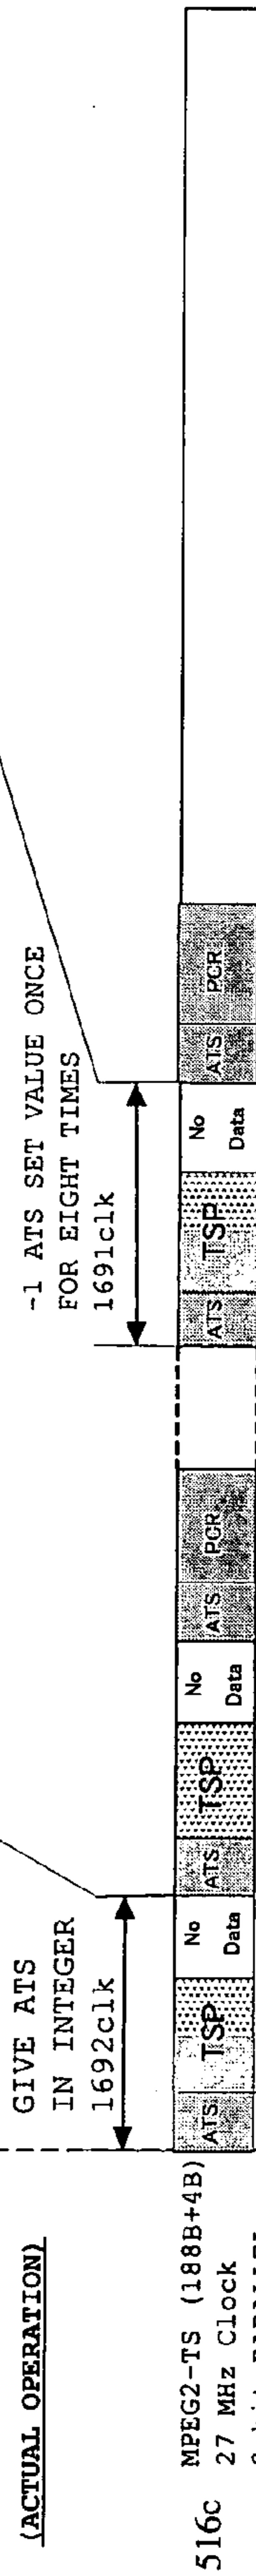 (ACTUAL OPERATION)
GIVE ATS
IN INTEGER
1692clk
-1 ATS SET VALUE ONCE
FOR EIGHT TIMES
1691clk
516c
MPEG2-TS (188B+4B)
27 MHz Clock
ATS
TSP
No
Data
ATS
TSP
No
Data
ATS
PCR
ATS
TSP
No
Data
ATS
PCR